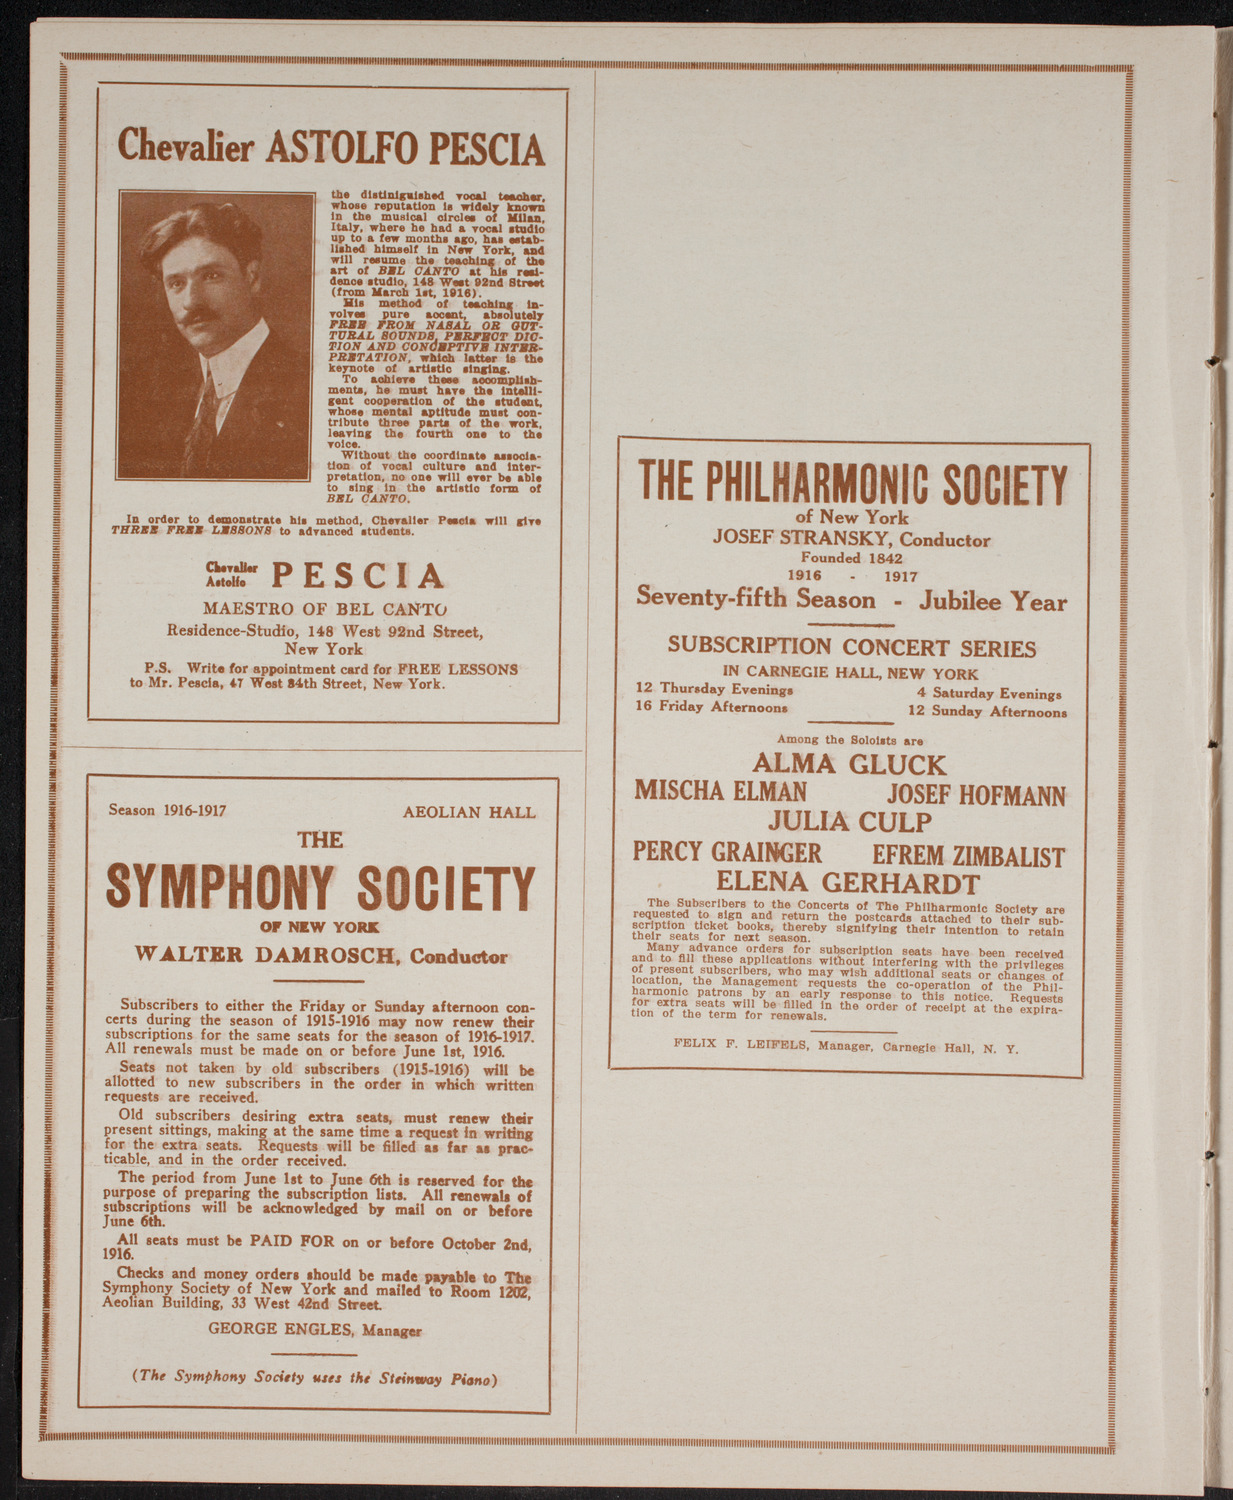 Chevalier ASTOLFO PESCIA
the distiniguished vocal teacher,
whose reputation is widely known
in the musical circles of Milan,
Italy, where he had a vocal studio
up to a few months ago, has estab-
lished himself in New York, and
will resume the teaching of the
art of BEL CANTO at his resi-
dence studio, 148 West 92nd Street
(from March 1st, 1916).
His method of teaching in-
volves pure accent, absolutely
FREE FROM NASAL OR GUT-
TURAL SOUNDS, PERFECT DIC-
TION AND CONCEPTIVE INTER-
PRETATION, which latter is the
keynote of artistic singing.
To achieve these accomplish-
ments, he must have the intelli-
gent cooperation of the student,
whose mental aptitude must con-
tribute three parts of the work,
leaving the fourth one to the
voice.
Without the coordinate associa-
tion of vocal culture and inter-
pretation, no one will ever be able
to sing in the artistic form of
BEL CANTO.
In order to demonstrate his method, Chevalier Pescia will give
THREE FREE LESSONS to advanced students.
Chevalier
Astolfo PESCIA
MAESTRO OF BEL CANTO
Residence-Studio, 148 West 92nd Street,
New York
P.S. Write for appointment card for FREE LESSONS
to Mr. Pescia, 47 West 84th Street, New York.
Season 1916-1917 AEOLIAN HALL
THE
SYMPHONY SOCIETY
OF NEW YORK
WALTER DAMROSCH, Conductor
Subscribers to either the Friday or Sunday afternoon con-
certs during the season of 1915-1916 may now renew their
subscriptions for the same seats for the season of 1916-1917.
All renewals must be made on or before June 1st, 1916.
Seats not taken by old subscribers (1915-1916) will be
allotted to new subscribers in the order in which written
requests are received.
Old subscribers desiring extra seats, must renew their
present sittings, making at the same time a request in writing
for the extra seats. Requests will be filled as far as prac-
ticable, and in the order received.
The period from June 1st to June 6th is reserved for the
purpose of preparing the subscription lists. All renewals of
subscriptions will be acknowledged by mail on or before
June 6th.
All seats must be PAID FOR on or before October 2nd,
1916.
Checks and money orders should be made payable to The
Symphony Society of New York and mailed to Room 1202,
Aeolian Building, 33 West 42nd Street.
GEORGE ENGLES, Manager
(The Symphony Society uses the Steinway Piano)
THE PHILHARMONIC SOCIETY
of New York
JOSEF STRANSKY, Conductor
Founded 1842
1916 - 1917
Seventy-fifth Season - Jubilee Year
SUBSCRIPTION CONCERT SERIES
IN CARNEGIE HALL, NEW YORK
12 Thursday Evenings 4 Saturday Evenings
16 Friday Afternoons 12 Sunday Afternoons
Among the Soloists are
ALMA GLUCK
MISCHA ELMAN JOSEF HOFMANN
JULIA CULP
PERCY GRAINGER EFREM ZIMBALIST
ELENA GERHARDT
The Subscribers to the Concerts of The Philharmonic Society are
requested to sign and return the postcards attached to their sub-
scription ticket books, thereby signifying their intention to retain
their seats for next season.
Many advance orders for subscription seats have been received
and to fill these applications without interfering with the privileges
of present subscribers, who may wish additional seats or changes of
location, the Management requests the co-operation of the Phil-
harmonic patrons by an early response to this notice. Requests
for extra seats will be filled in the order of receipt at the expira-
tion of the term for renewals.
FELIX F. LEIFELS, Manager, Carnegie Hall, N. Y.